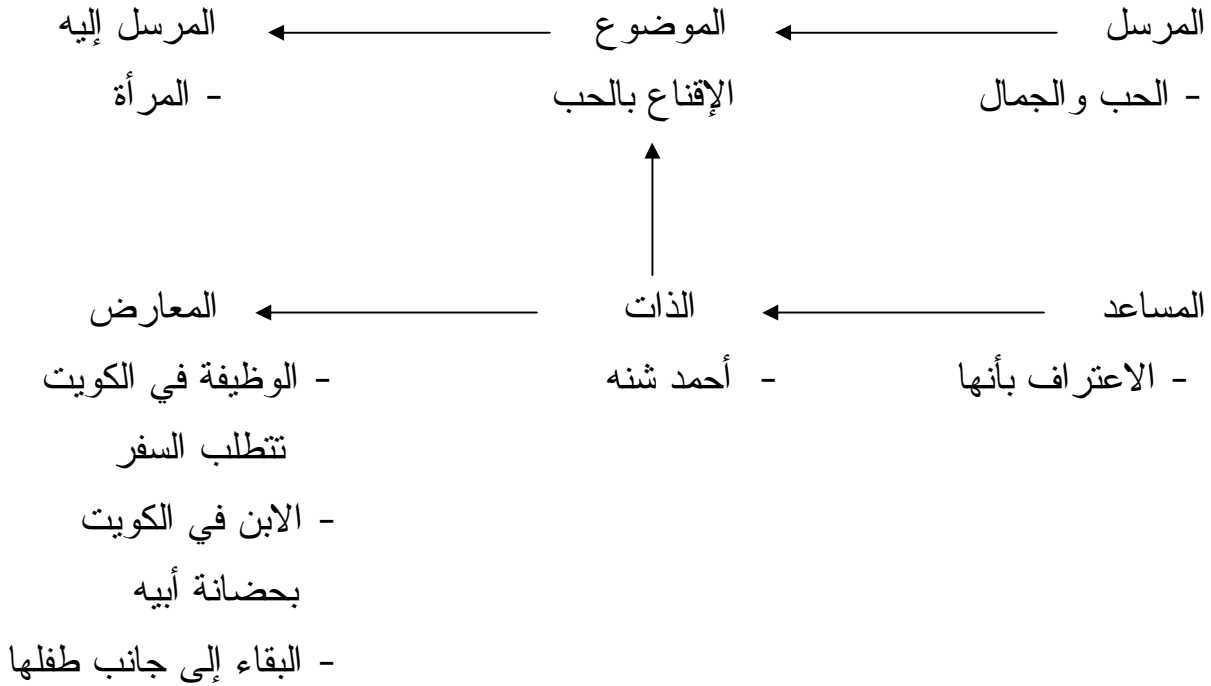 المرسل الموضوع المرسل إليه
- الحب والجمال الإقناع بالحب - المرأة
المساعد الذات المعارض
- الاعتراف بأنها - أحمد شنه - الوظيفة في الكويت
تتطلب السفر
- الابن في الكويت
بحضانة أبيه
- البقاء إلى جانب طفلها